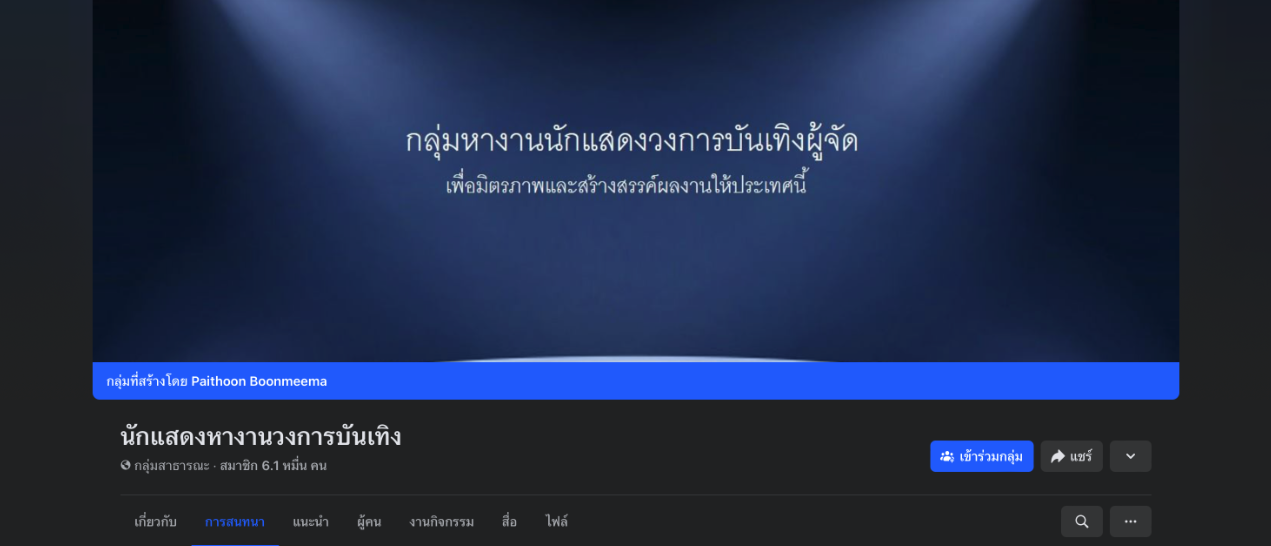 กลุ่มหางานนักแสดงวงการบันเทิงผู้จัด
เพื่อมิตรภาพและสร้างสรรค์ผลงานให้ประเทศนี้
กลุ่มที่สร้างโดย Paithoon Boonmeema
นักแสดงหางานวงการบันเทิง
กลุ่มสาธารณะ · สมาชิก 6.1 หมื่น คน
เข้าร่วมกลุ่ม แชร์
เกี่ยวกับ การสนทนา แนะนำ ผู้คน งานกิจกรรม สื่อ ไฟล์